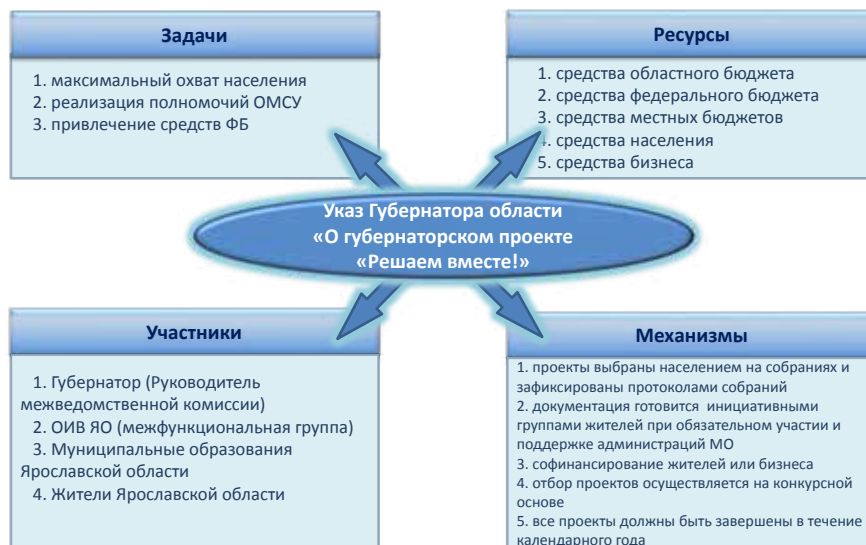 Задачи
1. максимальный охват населения
2. реализация полномочий ОМСУ
3. привлечение средств ФБ
Ресурсы
1. средства областного бюджета
2. средства федерального бюджета
3. средства местных бюджетов
4. средства населения
5. средства бизнеса
Указ Губернатора области
«О губернаторском проекте
«Решаем вместе!»
Участники
1. Губернатор (Руководитель
межведомственной комиссии)
2. ОИВ ЯО (межфункциональная группа)
3. Муниципальные образования
Ярославской области
4. Жители Ярославской области
Механизмы
1. проекты выбраны населением на собраниях и
зафиксированы протоколами собраний
2. документация готовится инициативными
группами жителей при обязательном участии и
поддержке администраций МО
3. софинансирование жителей или бизнеса
4. отбор проектов осуществляется на конкурсной
основе
5. все проекты должны быть завершены в течение
календарного года